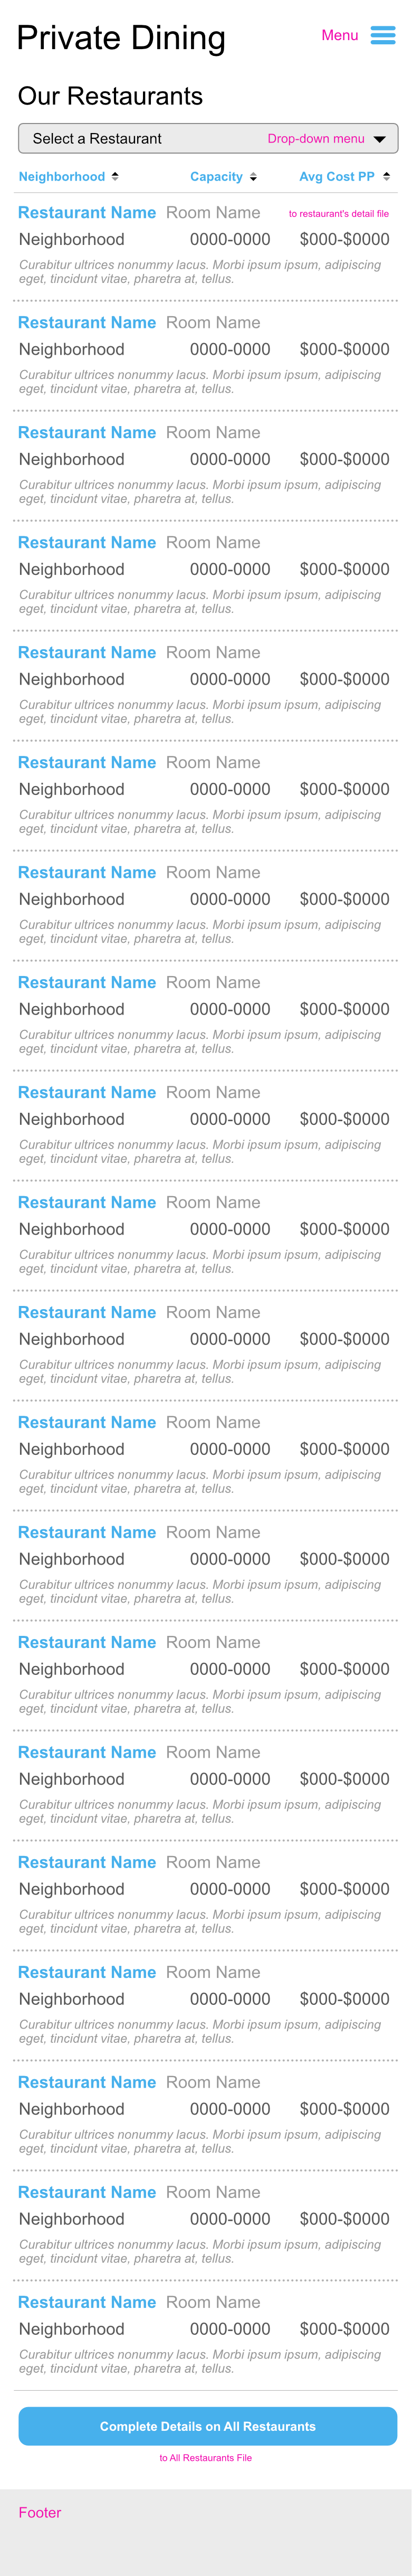 Private Dining Menu
Our Restaurants
Select a Restaurant Drop-down menu
Neighborhood Capacity Avg Cost PP
Restaurant Name Room Name to restaurant's detail file
Neighborhood 0000-0000 $000-$0000
Curabitur ultrices nonummy lacus. Morbi ipsum ipsum, adipiscing
eget, tincidunt vitae, pharetra at, tellus.
Restaurant Name Room Name
Neighborhood 0000-0000 $000-$0000
Curabitur ultrices nonummy lacus. Morbi ipsum ipsum, adipiscing
eget, tincidunt vitae, pharetra at, tellus.
Restaurant Name Room Name
Neighborhood 0000-0000 $000-$0000
Curabitur ultrices nonummy lacus. Morbi ipsum ipsum, adipiscing
eget, tincidunt vitae, pharetra at, tellus.
Restaurant Name Room Name
Neighborhood 0000-0000 $000-$0000
Curabitur ultrices nonummy lacus. Morbi ipsum ipsum, adipiscing
eget, tincidunt vitae, pharetra at, tellus.
Restaurant Name Room Name
Neighborhood 0000-0000 $000-$0000
Curabitur ultrices nonummy lacus. Morbi ipsum ipsum, adipiscing
eget, tincidunt vitae, pharetra at, tellus.
Restaurant Name Room Name
Neighborhood 0000-0000 $000-$0000
Curabitur ultrices nonummy lacus. Morbi ipsum ipsum, adipiscing
eget, tincidunt vitae, pharetra at, tellus.
Restaurant Name Room Name
Neighborhood 0000-0000 $000-$0000
Curabitur ultrices nonummy lacus. Morbi ipsum ipsum, adipiscing
eget, tincidunt vitae, pharetra at, tellus.
Restaurant Name Room Name
Neighborhood 0000-0000 $000-$0000
Curabitur ultrices nonummy lacus. Morbi ipsum ipsum, adipiscing
eget, tincidunt vitae, pharetra at, tellus.
Restaurant Name Room Name
Neighborhood 0000-0000 $000-$0000
Curabitur ultrices nonummy lacus. Morbi ipsum ipsum, adipiscing
eget, tincidunt vitae, pharetra at, tellus.
Restaurant Name Room Name
Neighborhood 0000-0000 $000-$0000
Curabitur ultrices nonummy lacus. Morbi ipsum ipsum, adipiscing
eget, tincidunt vitae, pharetra at, tellus.
Restaurant Name Room Name
Neighborhood 0000-0000 $000-$0000
Curabitur ultrices nonummy lacus. Morbi ipsum ipsum, adipiscing
eget, tincidunt vitae, pharetra at, tellus.
Restaurant Name Room Name
Neighborhood 0000-0000 $000-$0000
Curabitur ultrices nonummy lacus. Morbi ipsum ipsum, adipiscing
eget, tincidunt vitae, pharetra at, tellus.
Restaurant Name Room Name
Neighborhood 0000-0000 $000-$0000
Curabitur ultrices nonummy lacus. Morbi ipsum ipsum, adipiscing
eget, tincidunt vitae, pharetra at, tellus.
Restaurant Name Room Name
Neighborhood 0000-0000 $000-$0000
Curabitur ultrices nonummy lacus. Morbi ipsum ipsum, adipiscing
eget, tincidunt vitae, pharetra at, tellus.
Restaurant Name Room Name
Neighborhood 0000-0000 $000-$0000
Curabitur ultrices nonummy lacus. Morbi ipsum ipsum, adipiscing
eget, tincidunt vitae, pharetra at, tellus.
Restaurant Name Room Name
Neighborhood 0000-0000 $000-$0000
Curabitur ultrices nonummy lacus. Morbi ipsum ipsum, adipiscing
eget, tincidunt vitae, pharetra at, tellus.
Restaurant Name Room Name
Neighborhood 0000-0000 $000-$0000
Curabitur ultrices nonummy lacus. Morbi ipsum ipsum, adipiscing
eget, tincidunt vitae, pharetra at, tellus.
Restaurant Name Room Name
Neighborhood 0000-0000 $000-$0000
Curabitur ultrices nonummy lacus. Morbi ipsum ipsum, adipiscing
eget, tincidunt vitae, pharetra at, tellus.
Restaurant Name Room Name
Neighborhood 0000-0000 $000-$0000
Curabitur ultrices nonummy lacus. Morbi ipsum ipsum, adipiscing
eget, tincidunt vitae, pharetra at, tellus.
Restaurant Name Room Name
Neighborhood 0000-0000 $000-$0000
Curabitur ultrices nonummy lacus. Morbi ipsum ipsum, adipiscing
eget, tincidunt vitae, pharetra at, tellus.
Complete Details on All Restaurants
to All Restaurants File
Footer